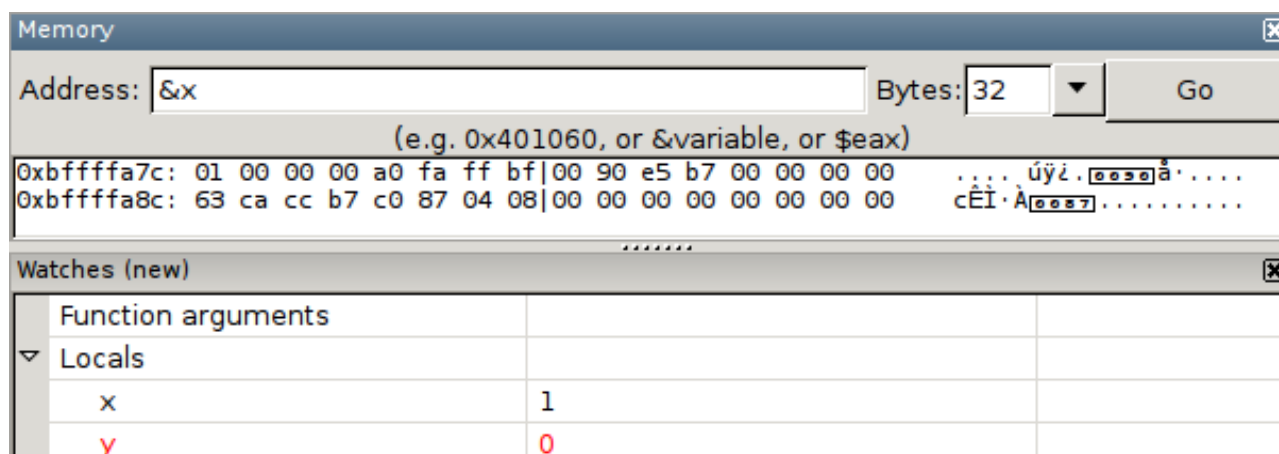 Memory
Address: &x Bytes: 32 Go
(e.g. 0x401060, or &variable, or $eax)
0xbffffa7c: 01 00 00 00 a0 fa ff bf|00 90 e5 b7 00 00 00 00 .... úÿ¿.å·....
0xbffffa8c: 63 ca cc b7 c0 87 04 08|00 00 00 00 00 00 00 00 cÊÌ·À..........
Watches (new)
Function arguments
Locals
x 1
y 0